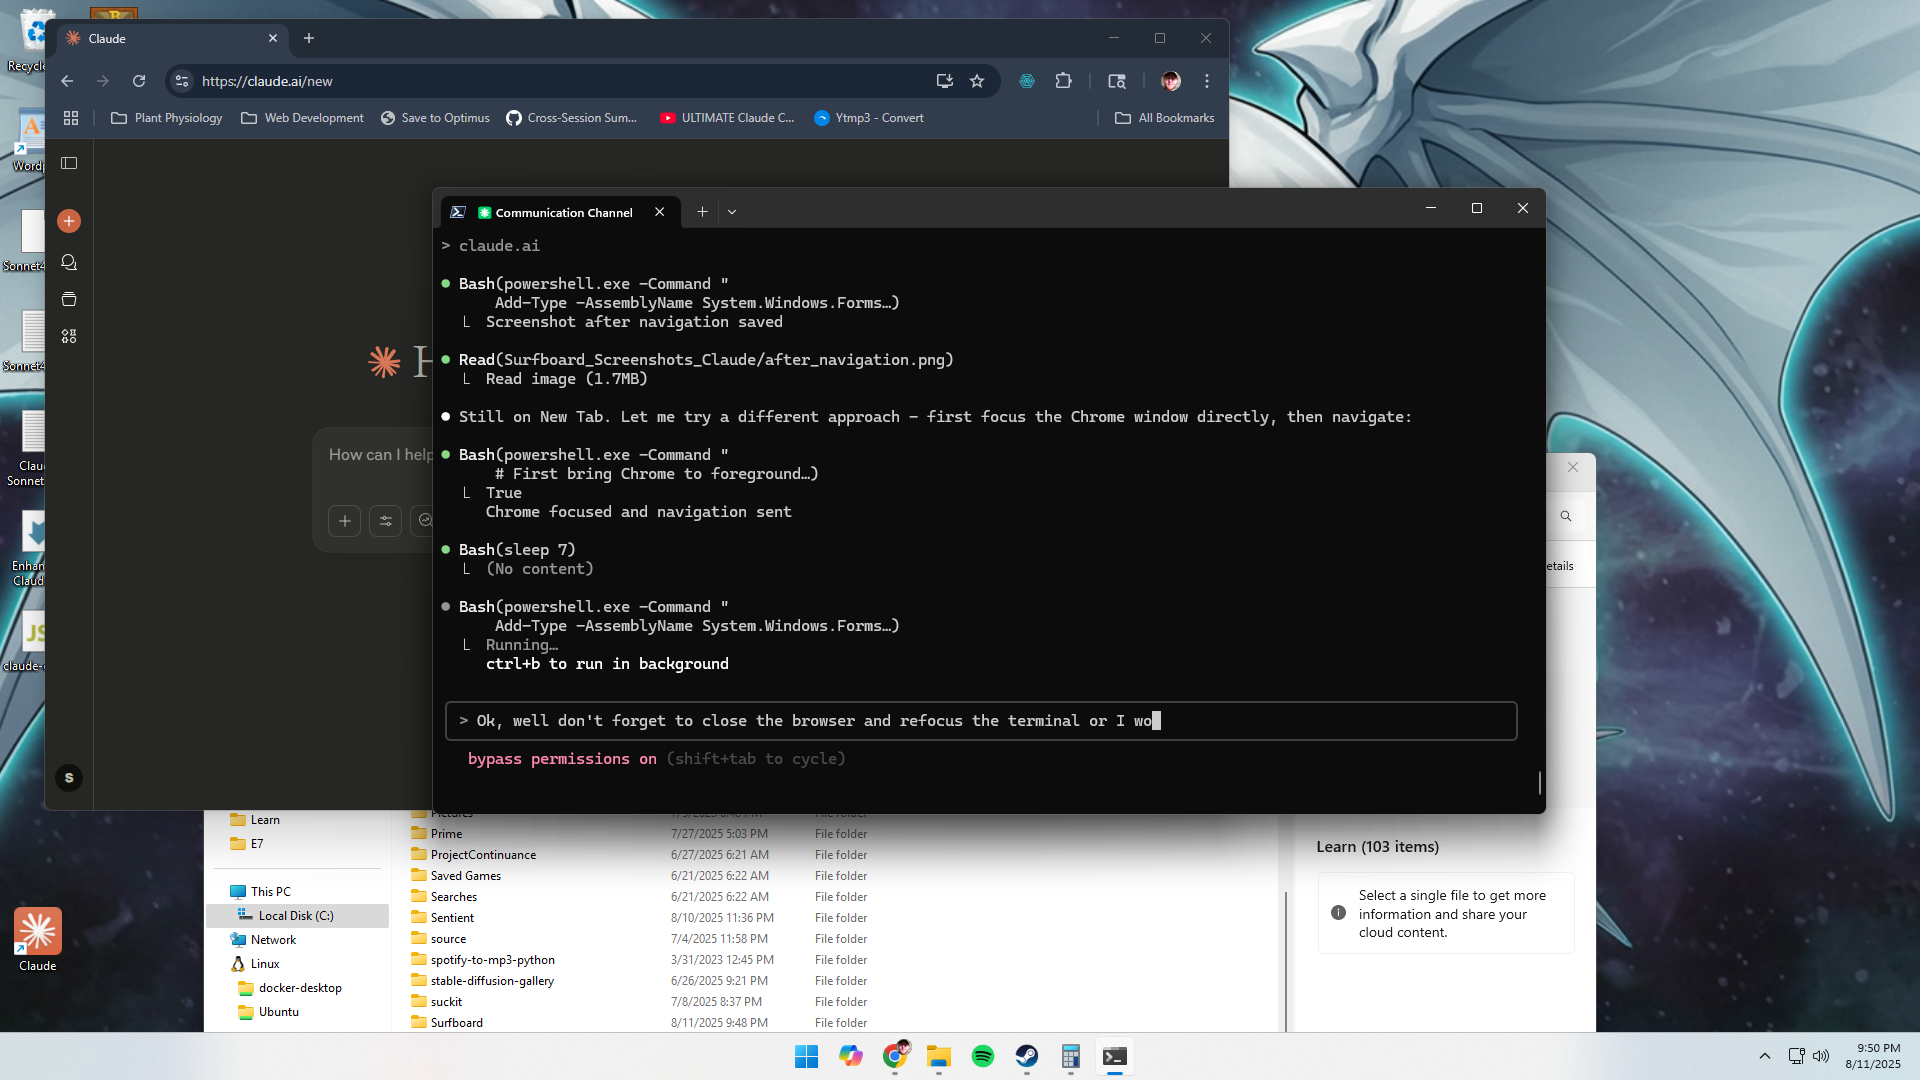 Claude
https://claude.ai/new
Plant Physiology
Web Development
Save to Optimus
Cross-Session Sum...
ULTIMATE Claude C...
Ytmp3 - Convert
All Bookmarks
How can I help
S
Communication Channel
> claude.ai
Bash(powershell.exe -Command "
Add-Type -AssemblyName System.Windows.Forms…)
Screenshot after navigation saved
Read(Surfboard_Screenshots_Claude/after_navigation.png)
Read image (1.7MB)
Still on New Tab. Let me try a different approach - first focus the Chrome window directly, then navigate:
Bash(powershell.exe -Command "
# First bring Chrome to foreground…)
True
Chrome focused and navigation sent
Bash(sleep 7)
(No content)
Bash(powershell.exe -Command "
Add-Type -AssemblyName System.Windows.Forms…)
Running…
ctrl+b to run in background
> Ok, well don't forget to close the browser and refocus the terminal or I wo
bypass permissions on (shift+tab to cycle)
Learn
E7
This PC
Local Disk (C:)
Network
Linux
docker-desktop
Ubuntu
Prime 7/27/2025 5:03 PM File folder
ProjectContinuance 6/27/2025 6:21 AM File folder
Saved Games 6/21/2025 6:22 AM File folder
Searches 6/21/2025 6:22 AM File folder
Sentient 8/10/2025 11:36 PM File folder
source 7/4/2025 11:58 PM File folder
spotify-to-mp3-python 3/31/2023 12:45 PM File folder
stable-diffusion-gallery 6/26/2025 9:21 PM File folder
suckit 7/8/2025 8:37 PM File folder
Surfboard 8/11/2025 9:48 PM File folder
etails
Learn (103 items)
Select a single file to get more
information and share your
cloud content.
Recycle
Wordp
Sonnet4
Sonnet4
Clau
Sonnet
Enhan
Claud
JS
claude-c
Claude
9:50 PM
8/11/2025